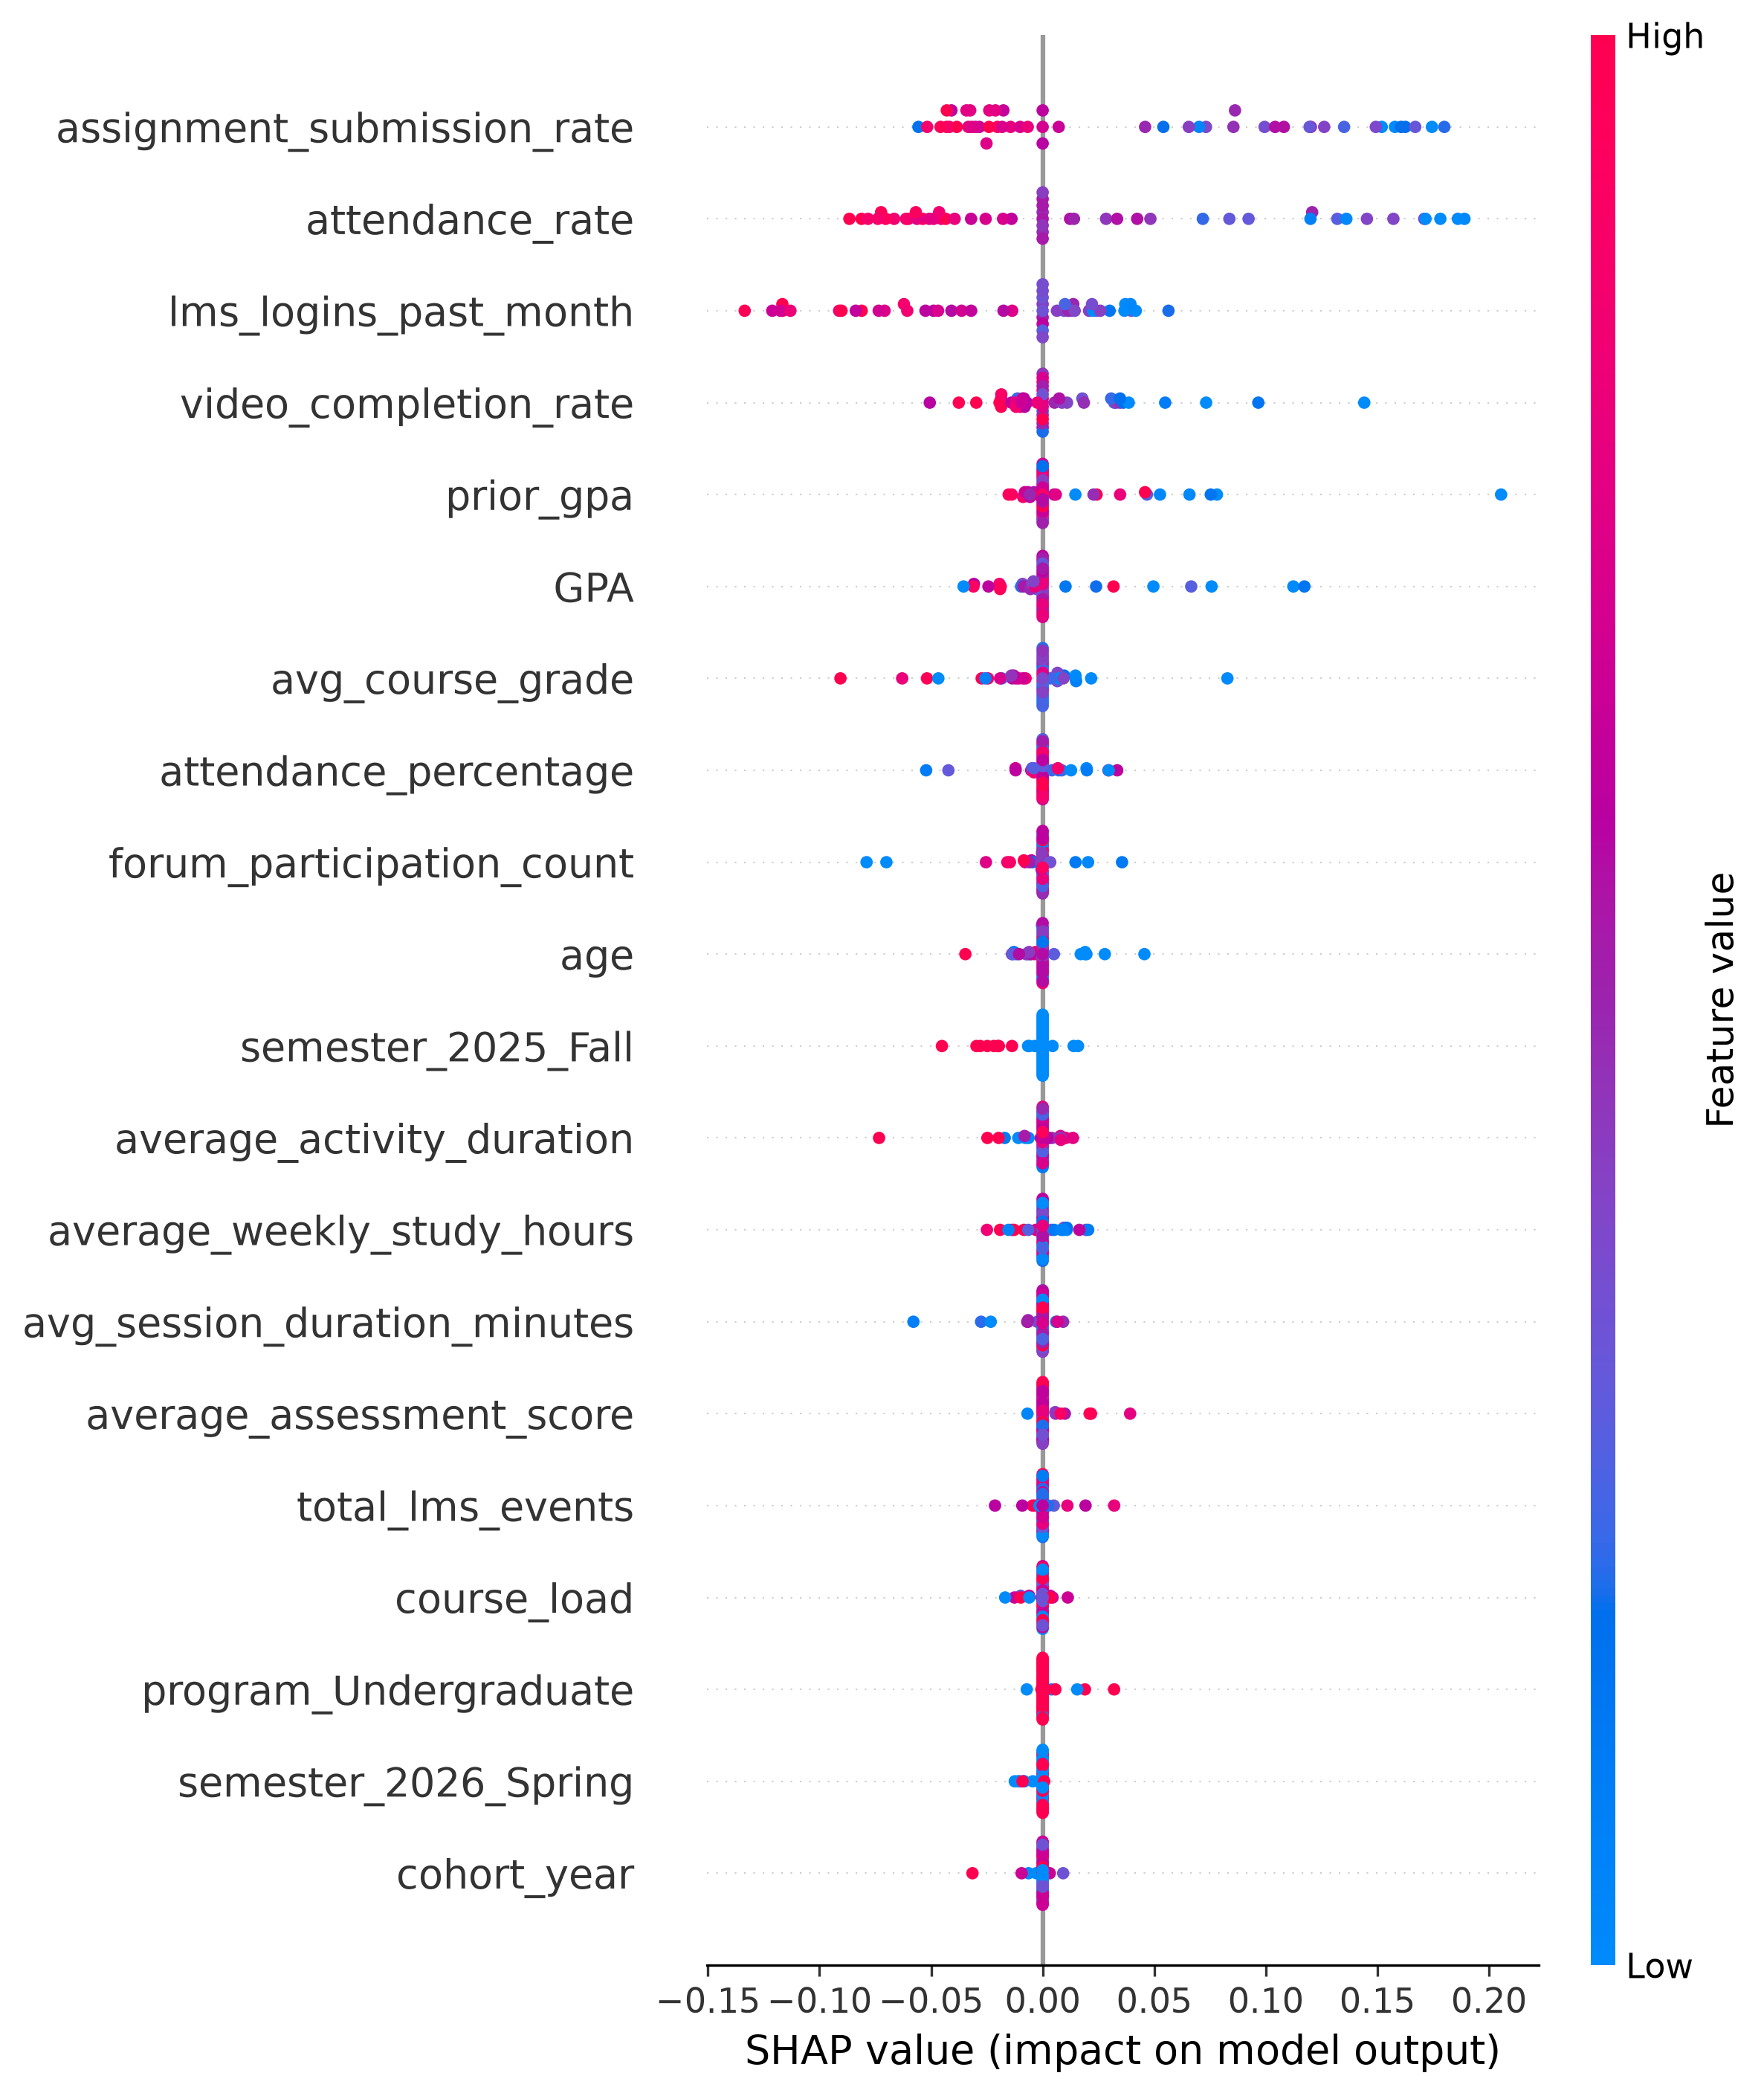 High
assignment_submission_rate
attendance_rate
lms_logins_past_month
video_completion_rate
prior_gpa
GPA
avg_course_grade
attendance_percentage
forum_participation_count
age
semester_2025_Fall
average_activity_duration
average_weekly_study_hours
avg_session_duration_minutes
average_assessment_score
total_lms_events
course_load
program_Undergraduate
semester_2026_Spring
cohort_year
Feature value
Low
−0.15 −0.10 −0.05 0.00 0.05 0.10 0.15 0.20
SHAP value (impact on model output)